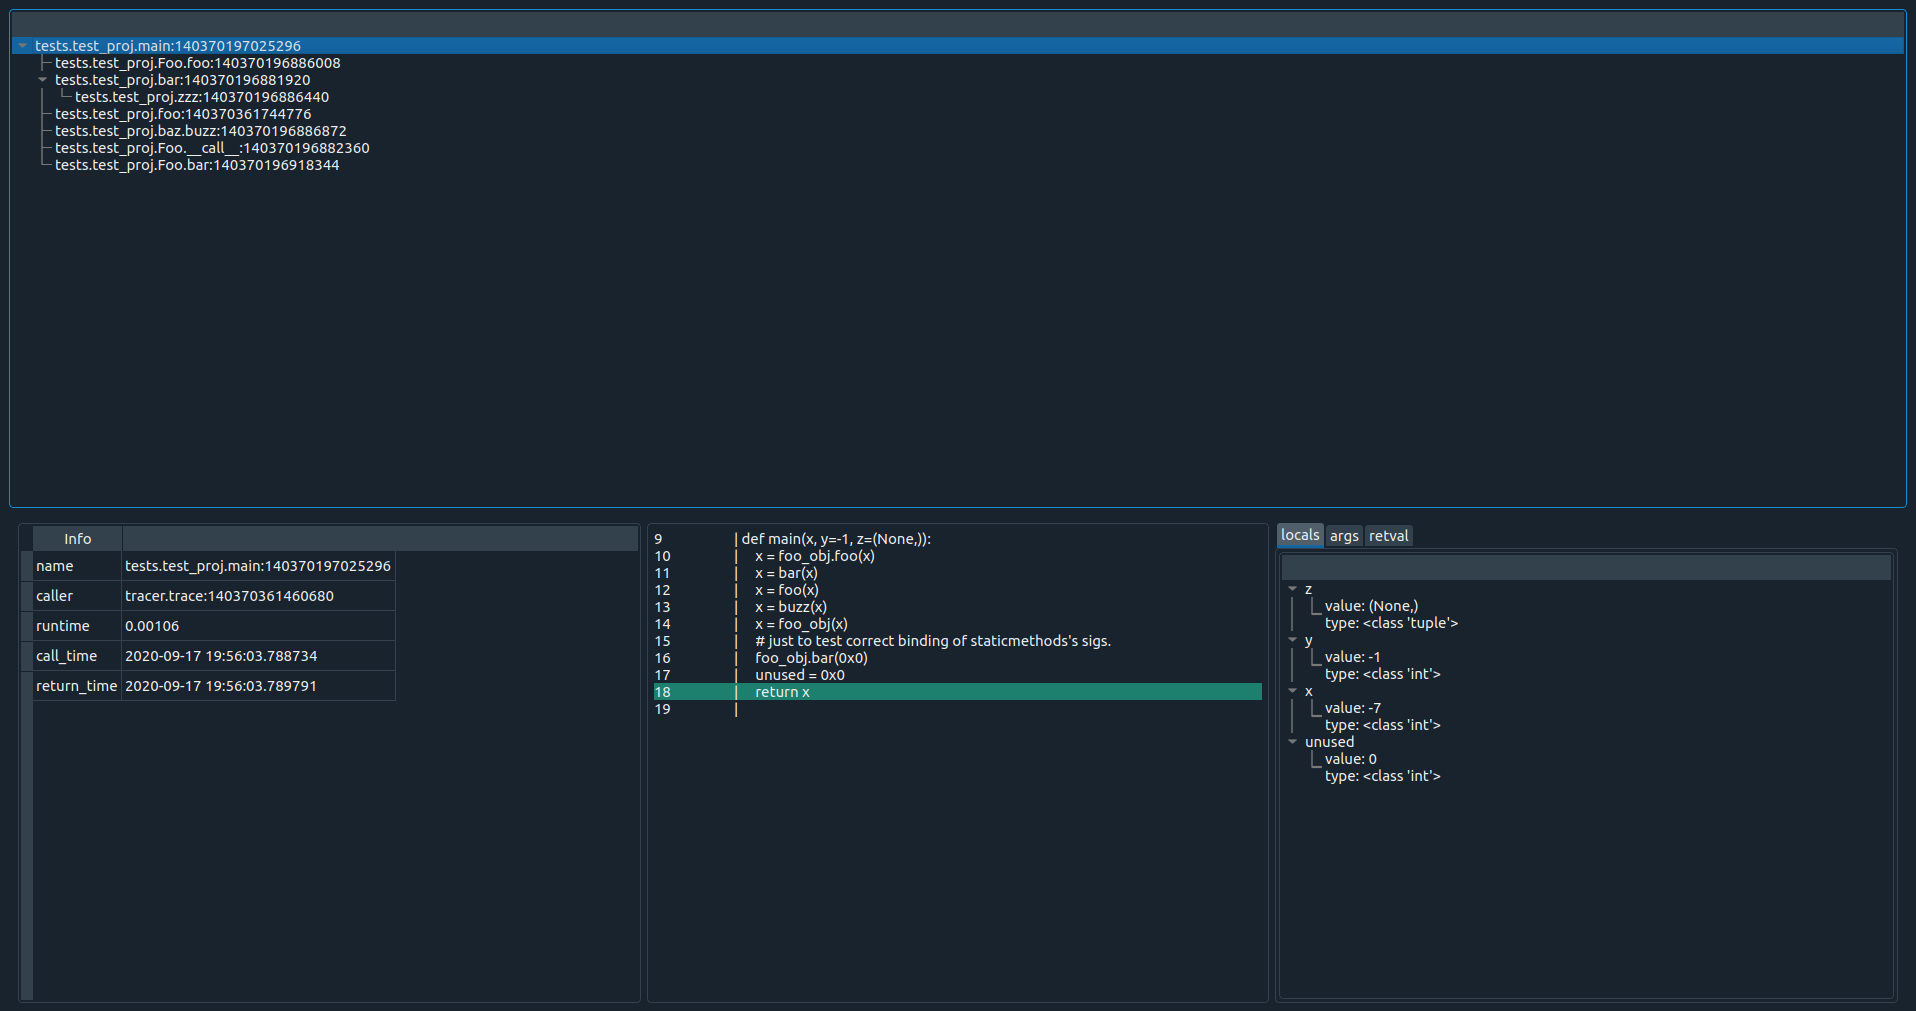 tests.test_proj.main:140370197025296
tests.test_proj.Foo.foo:140370196886008
tests.test_proj.bar:140370196881920
tests.test_proj.zzz:140370196886440
tests.test_proj.foo:140370361744776
tests.test_proj.baz.buzz:140370196886872
tests.test_proj.Foo.__call__:140370196882360
tests.test_proj.Foo.bar:140370196918344
Info
name tests.test_proj.main:140370197025296
caller tracer.trace:140370361460680
runtime 0.00106
call_time 2020-09-17 19:56:03.788734
return_time 2020-09-17 19:56:03.789791
9 | def main(x, y=-1, z=(None,)):
10 | x = foo_obj.foo(x)
11 | x = bar(x)
12 | x = foo(x)
13 | x = buzz(x)
14 | x = foo_obj(x)
15 | # just to test correct binding of staticmethods's sigs.
16 | foo_obj.bar(0x0)
17 | unused = 0x0
18 | return x
19 |
locals args retval
z
value: (None,)
type: <class 'tuple'>
y
value: -1
type: <class 'int'>
x
value: -7
type: <class 'int'>
unused
value: 0
type: <class 'int'>